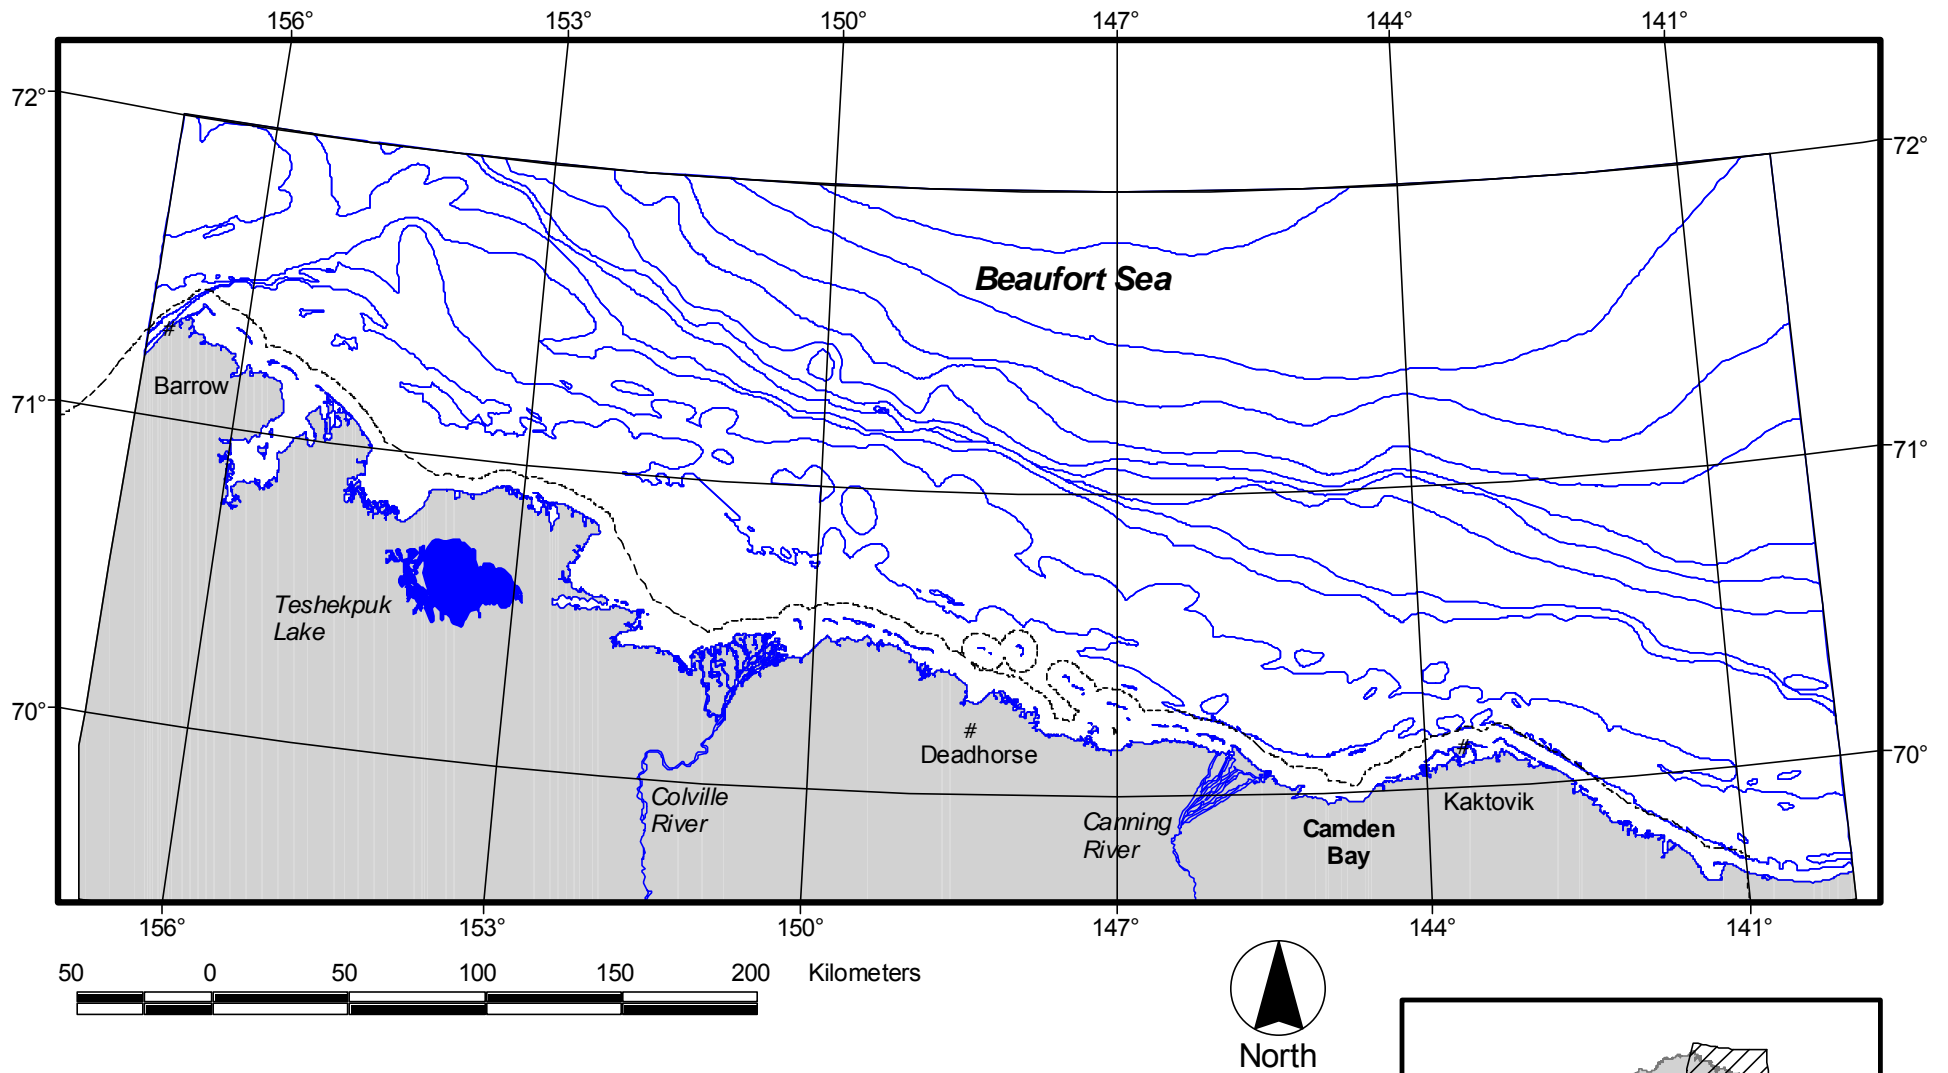 156° 153° 150° 147° 144° 141°
72°
72°
Beaufort Sea
#
Barrow
71°
71°
Teshekpuk
Lake
70°
70°
#
Deadhorse
#
Kaktovik
Colville
River
Canning
River
Camden
Bay
156° 153° 150° 147° 144° 141°
50 0 50 100 150 200 Kilometers
North